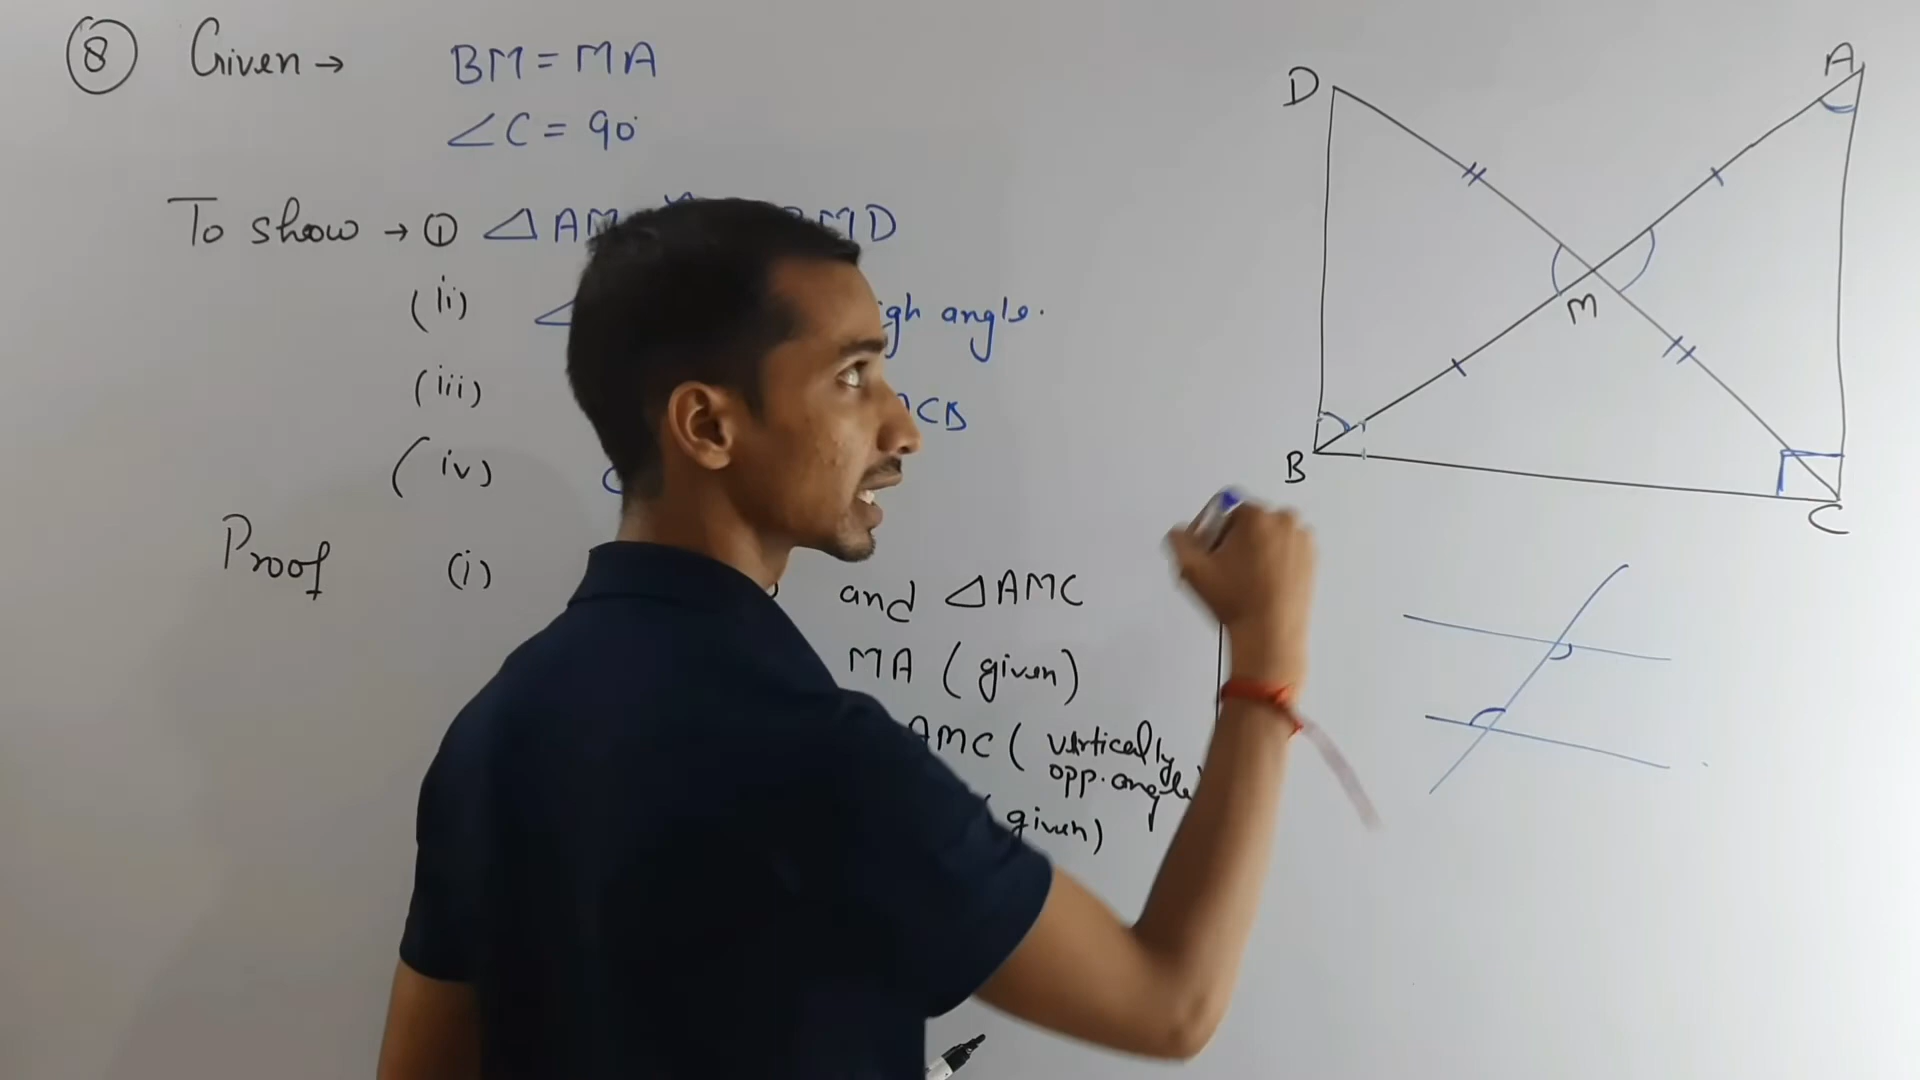 8 Given → BM = MA
∠C = 90°
To show → ① △AM MD
(ii) ∠ gh angle.
(iii) CB
(iv)
Proof (i) and △AMC
MA (given)
AMC (vertically
opp. angle)
(given)
D
A
M
B
C